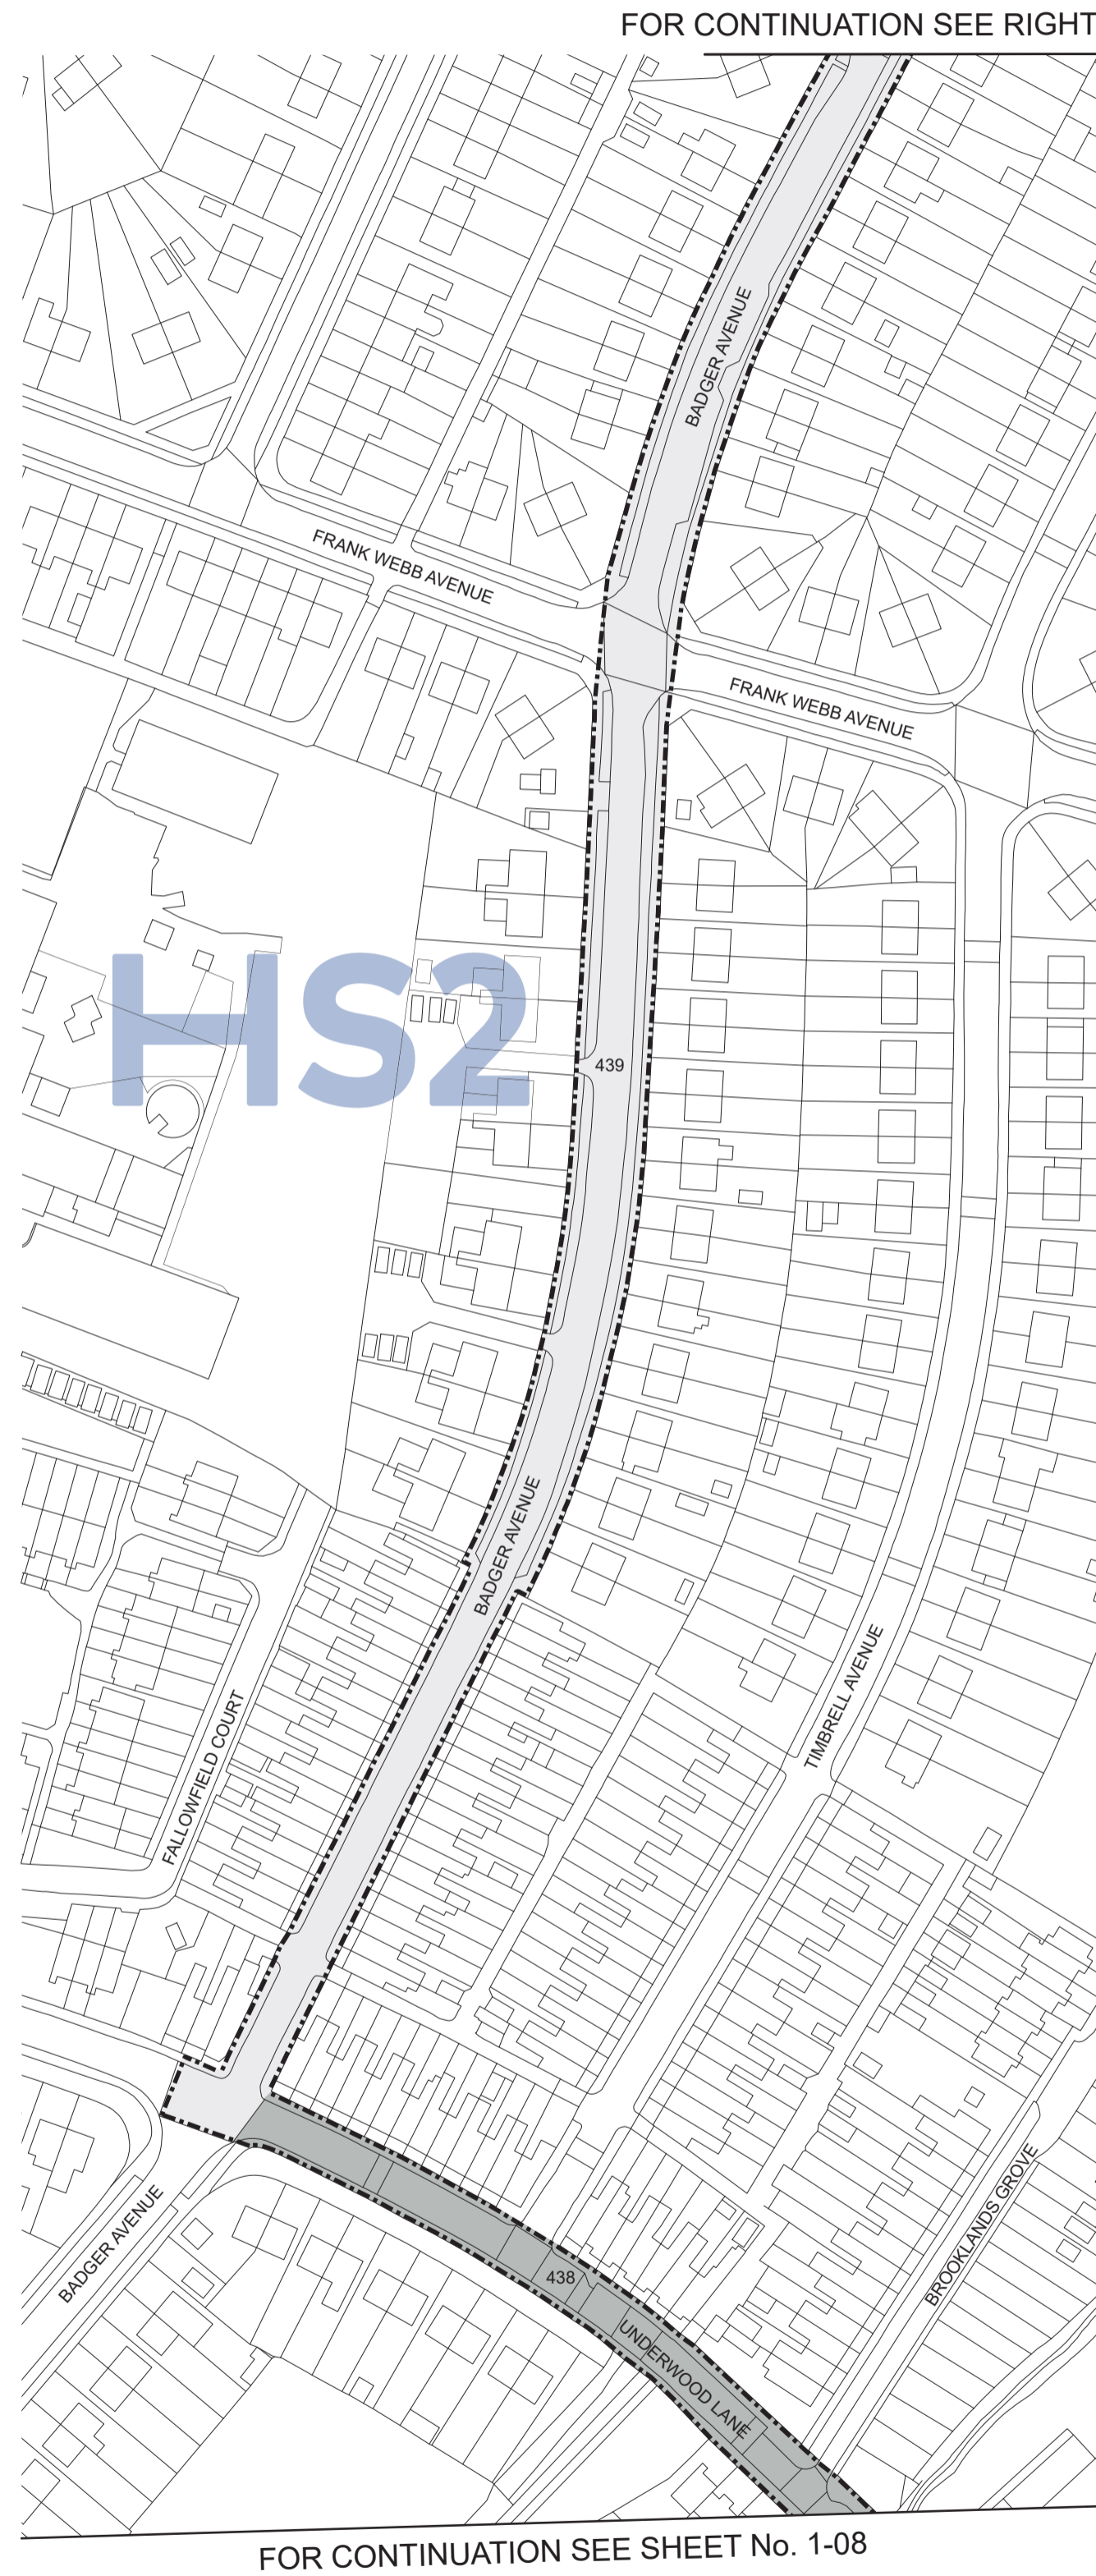 FOR CONTINUATION SEE RIGHT
BADGER AVENUE
FRANK WEBB AVENUE
FRANK WEBB AVENUE
HS2
439
BADGER AVENUE
TIMBRELL AVENUE
FALLOWFIELD COURT
BROOKLANDS GROVE
BADGER AVENUE
438
UNDERWOOD LANE
FOR CONTINUATION SEE SHEET No. 1-08